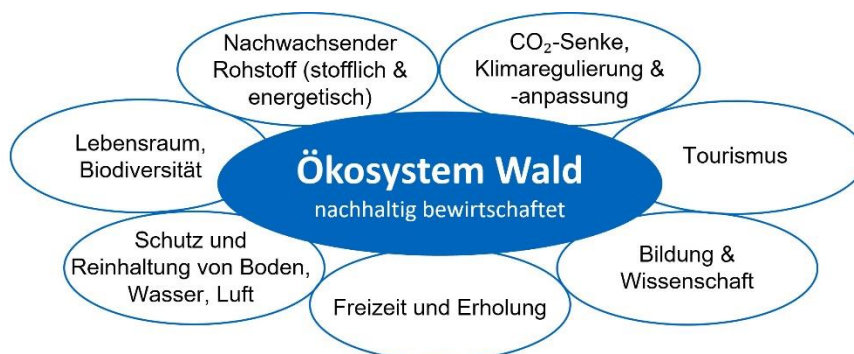 Nachwachsender
Rohstoff (stofflich &
energetisch)
CO₂-Senke,
Klimaregulierung &
-anpassung
Lebensraum,
Biodiversität
Ökosystem Wald
nachhaltig bewirtschaftet
Tourismus
Schutz und
Reinhaltung von Boden,
Wasser, Luft
Freizeit und Erholung
Bildung &
Wissenschaft